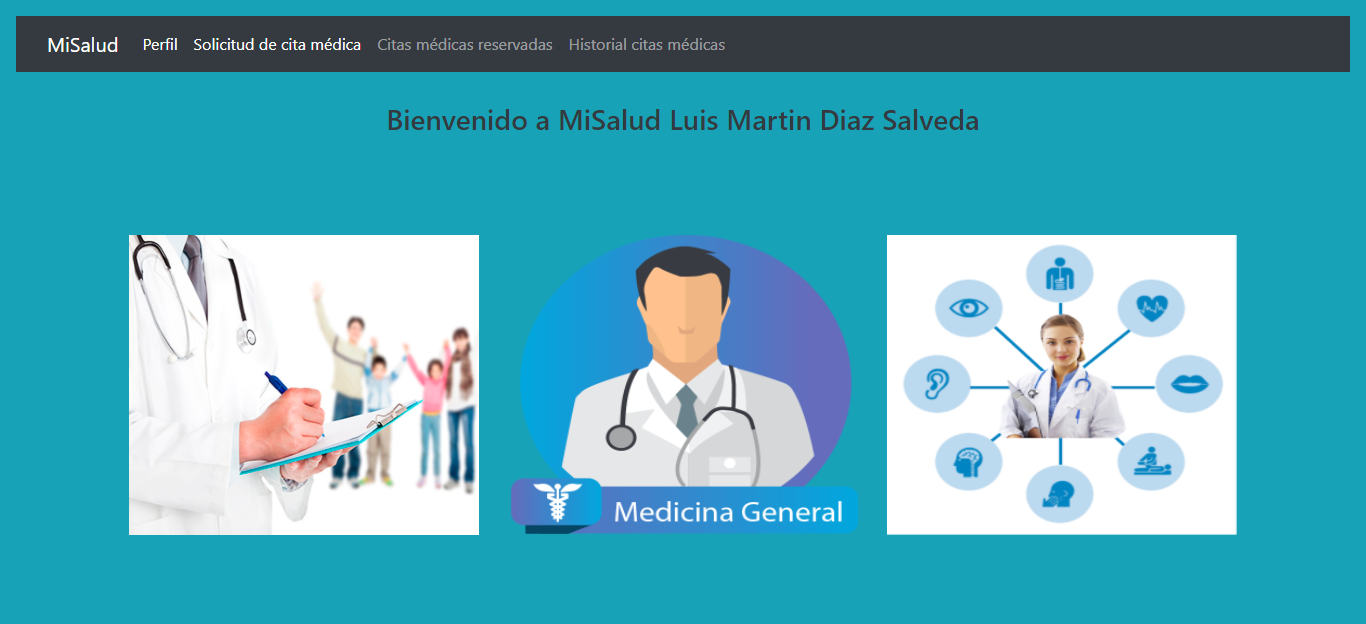 MiSalud Perfil Solicitud de cita médica Citas médicas reservadas Historial citas médicas
Bienvenido a MiSalud Luis Martin Diaz Salveda
Medicina General